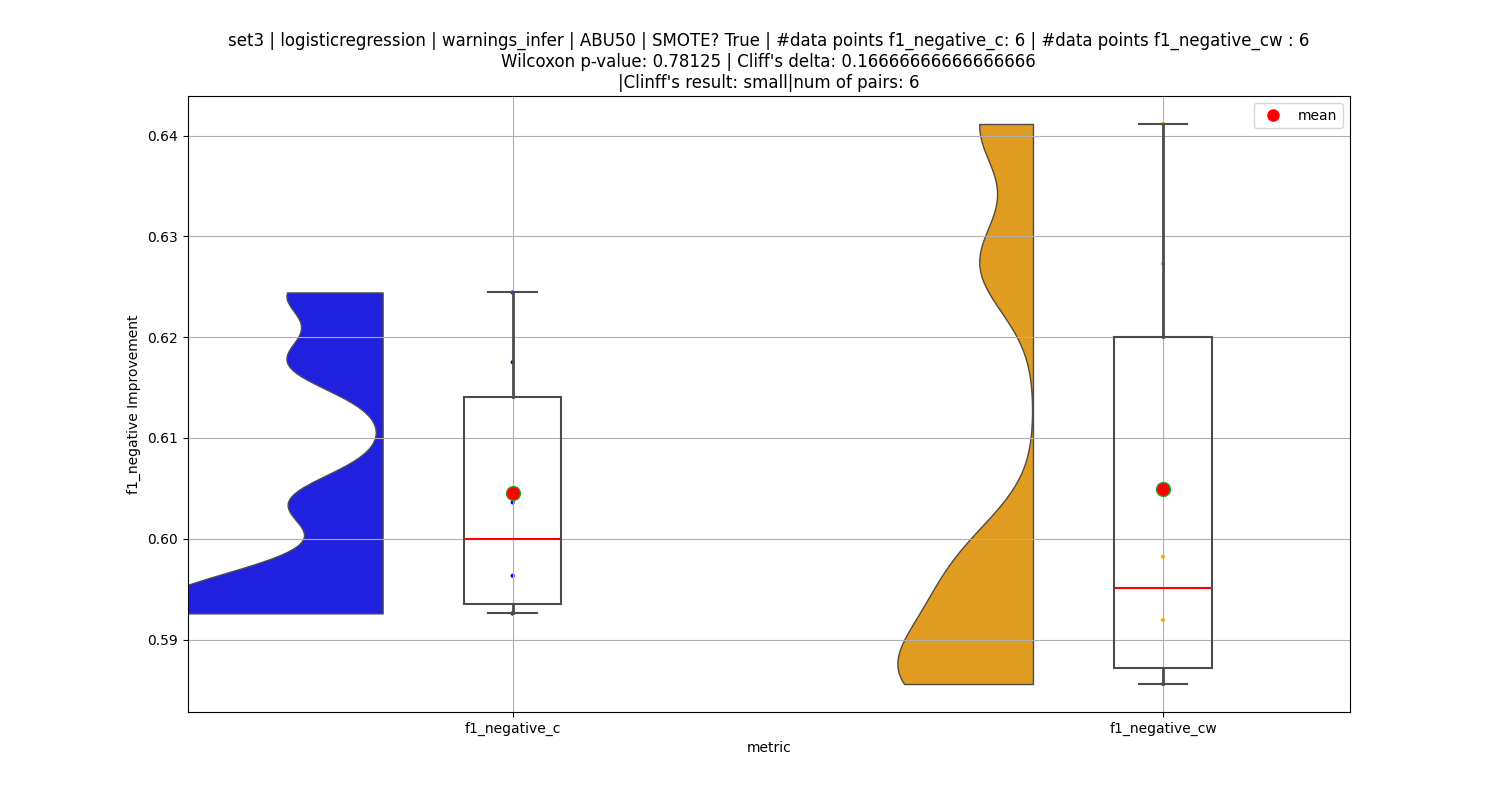 set3 | logisticregression | warnings_infer | ABU50 | SMOTE? True | #data points f1_negative_c: 6 | #data points f1_negative_cw : 6
Wilcoxon p-value: 0.78125 | Cliff's delta: 0.16666666666666666
|Clinff's result: small|num of pairs: 6
mean
0.64
0.63
0.62
0.61
0.60
0.59
f1_negative Improvement
f1_negative_c
f1_negative_cw
metric